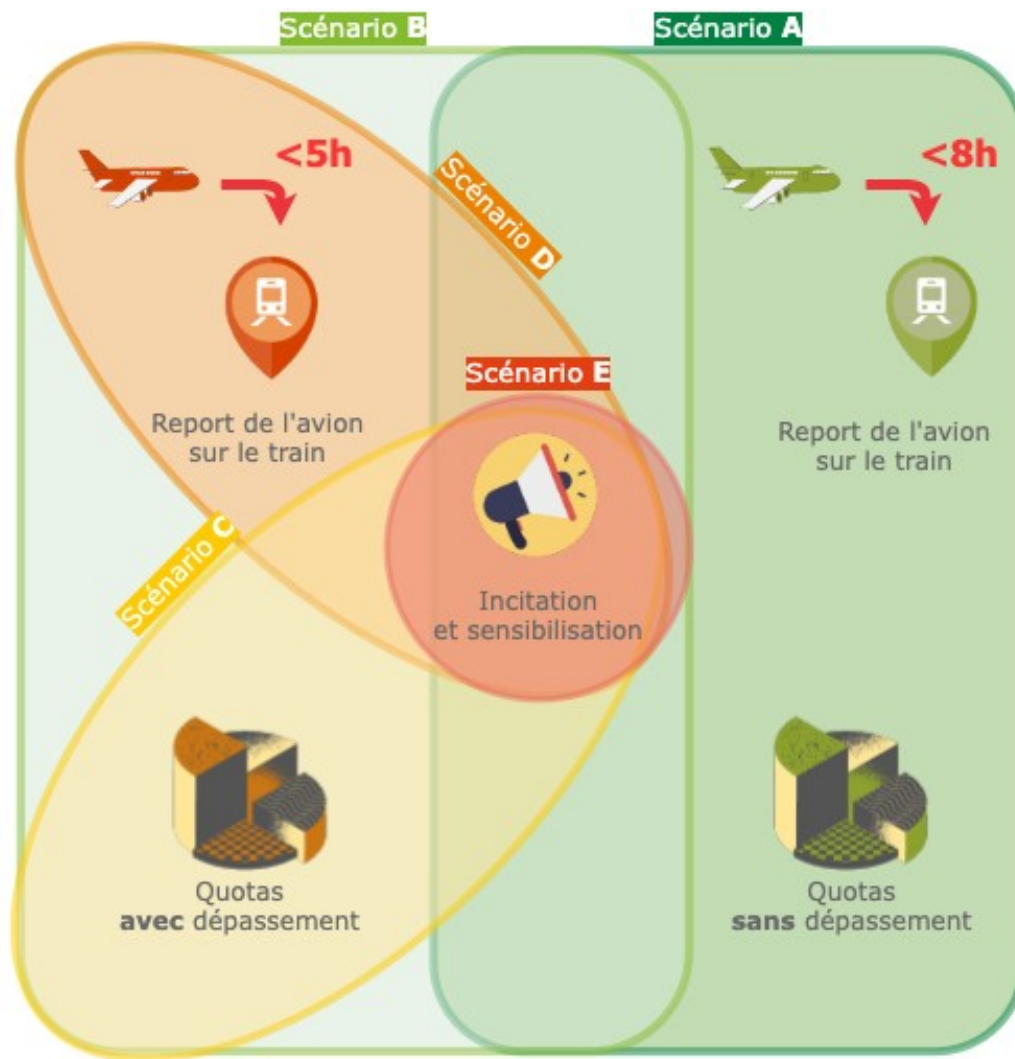 Scénario B
Scénario A
<5h
<8h
Scénario D
Report de l'avion
sur le train
Report de l'avion
sur le train
Scénario E
Scénario C
Incitation
et sensibilisation
Quotas
avec dépassement
Quotas
sans dépassement